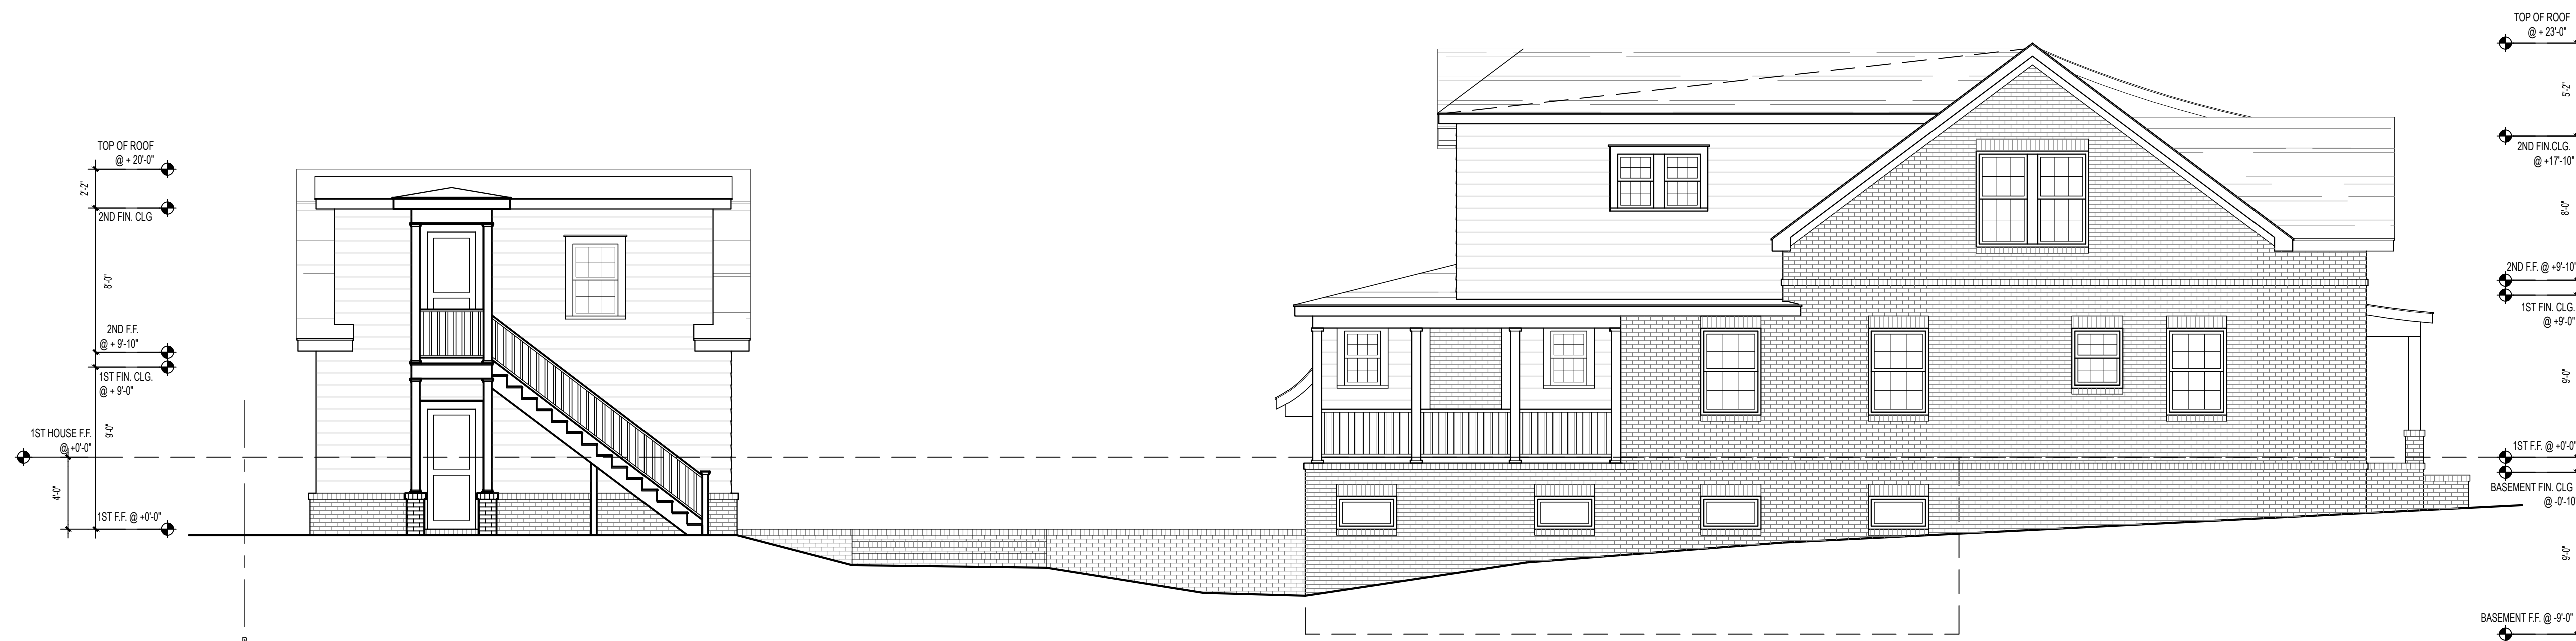 TOP OF ROOF
@ + 20'-0"
2'-2"
2ND FIN. CLG
8'-0"
2ND F.F.
@ + 9'-10"
1ST FIN. CLG.
@ + 9'-0"
9'-0"
1ST HOUSE F.F.
@ +0'-0"
4'-0"
1ST F.F. @ +0'-0"
TOP OF ROOF
@ + 23'-0"
5'-2"
2ND FIN.CLG.
@ +17'-10"
8'-0"
2ND F.F. @ +9'-10"
1ST FIN. CLG.
@ +9'-0"
9'-0"
1ST F.F. @ +0'-0"
BASEMENT FIN. CLG
@ -0'-10
9'-0"
BASEMENT F.F. @ -9'-0"